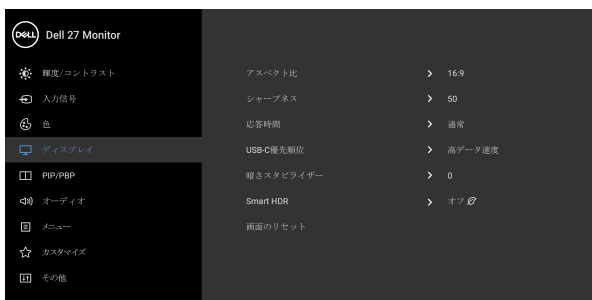 DELL Dell 27 Monitor
輝度/コントラスト
アスペクト比 16:9
入力信号
シャープネス 50
色
応答時間 通常
ディスプレイ
USB-C優先順位 高データ速度
PIP/PBP
暗さスタビライザー 0
オーディオ
Smart HDR オフ
メニュー
画面のリセット
カスタマイズ
その他